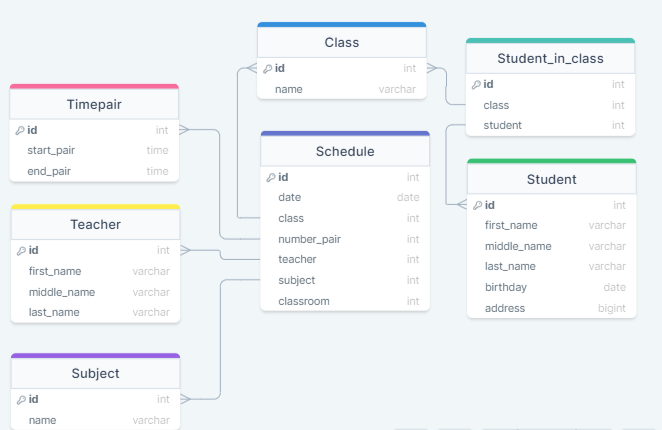 Class
id int
name varchar
Student_in_class
id int
class int
student int
Timepair
id int
start_pair time
end_pair time
Schedule
id int
date date
class int
number_pair int
teacher int
subject int
classroom int
Student
id int
first_name varchar
middle_name varchar
last_name varchar
birthday date
address bigint
Teacher
id int
first_name varchar
middle_name varchar
last_name varchar
Subject
id int
name varchar